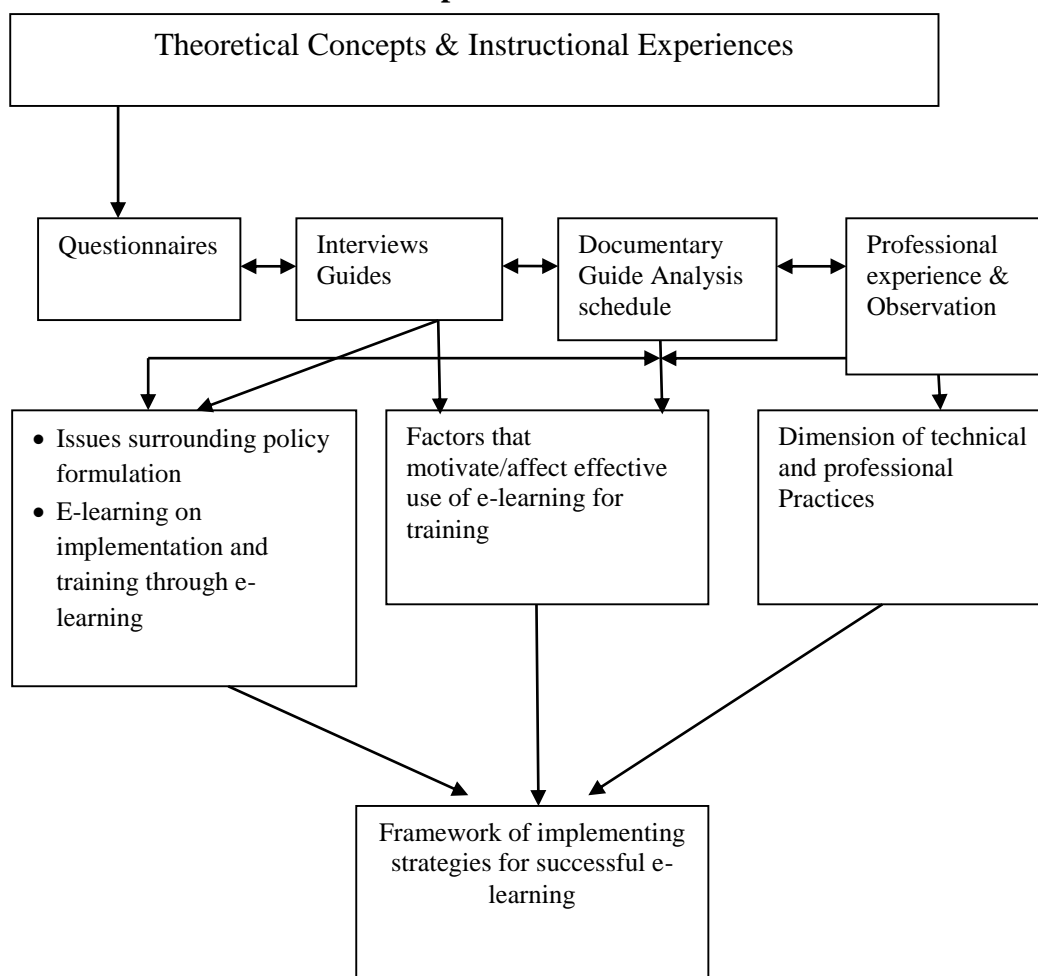 Theoretical Concepts & Instructional Experiences
Questionnaires
Interviews
Guides
Documentary
Guide Analysis
schedule
Professional
experience &
Observation
• Issues surrounding policy
formulation
• E-learning on
implementation and
training through e-
learning
Factors that
motivate/affect effective
use of e-learning for
training
Dimension of technical
and professional
Practices
Framework of implementing
strategies for successful e-
learning